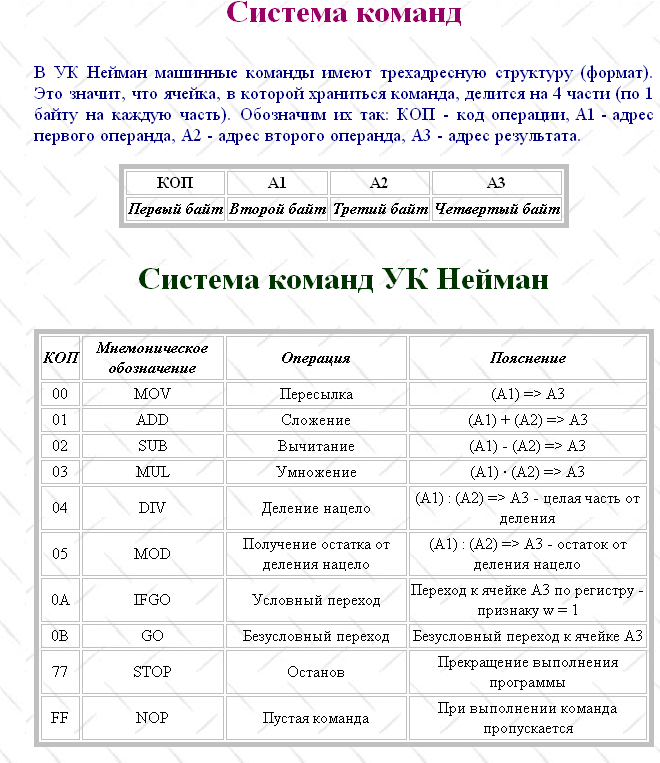 Система команд
В УК Нейман машинные команды имеют трехадресную структуру (формат).
Это значит, что ячейка, в которой храниться команда, делится на 4 части (по 1
байту на каждую часть). Обозначим их так: КОП - код операции, А1 - адрес
первого операнда, А2 - адрес второго операнда, А3 - адрес результата.
КОП А1 А2 А3
Первый байт Второй байт Третий байт Четвертый байт
Система команд УК Нейман
КОП Мнемоническое обозначение Операция Пояснение
00 MOV Пересылка (А1) => А3
01 ADD Сложение (А1) + (А2) => А3
02 SUB Вычитание (А1) - (А2) => А3
03 MUL Умножение (А1) · (А2) => А3
04 DIV Деление нацело (А1) : (А2) => А3 - целая часть от
деления
05 MOD Получение остатка от (А1) : (А2) => А3 - остаток от
деления нацело деления нацело
0A IFGO Условный переход Переход к ячейке А3 по регистру -
признаку w = 1
0B GO Безусловный переход Безусловный переход к ячейке А3
77 STOP Останов Прекращение выполнения
программы
FF NOP Пустая команда При выполнении команда
пропускается